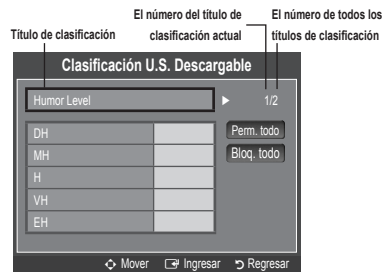 El número del título de clasificación actual
El número de todos los títulos de clasificación
Título de clasificación
Clasificación U.S. Descargable
Humor Level ► 1/2
DH
MH
H
VH
EH
Perm. todo
Bloq. todo
Mover Ingresar Regresar